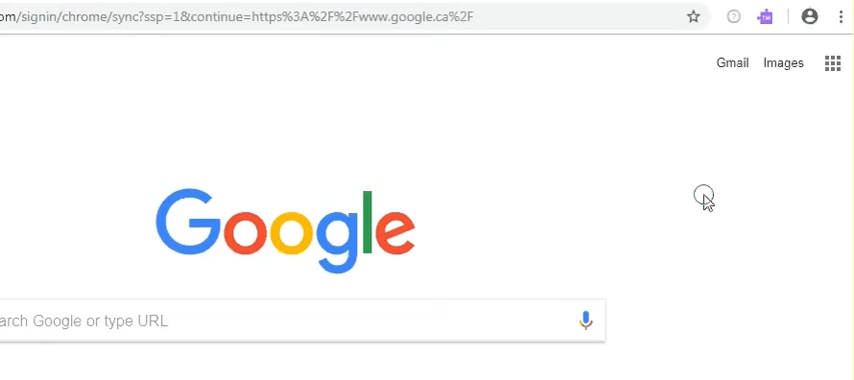 om/signin/chrome/sync?ssp=1&continue=https%3A%2F%2Fwww.google.ca%2F
Gmail Images
Google
arch Google or type URL